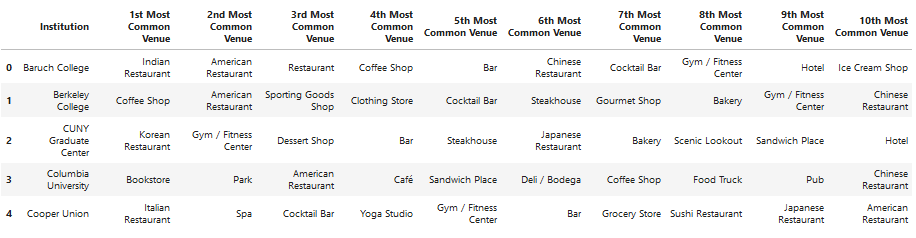 Institution 1st Most Common Venue 2nd Most Common Venue 3rd Most Common Venue 4th Most Common Venue 5th Most Common Venue 6th Most Common Venue 7th Most Common Venue 8th Most Common Venue 9th Most Common Venue 10th Most Common Venue
0 Baruch College Indian Restaurant American Restaurant Restaurant Coffee Shop Bar Chinese Restaurant Cocktail Bar Gym / Fitness Center Hotel Ice Cream Shop
1 Berkeley College Coffee Shop American Restaurant Sporting Goods Shop Clothing Store Cocktail Bar Steakhouse Gourmet Shop Bakery Gym / Fitness Center Chinese Restaurant
2 CUNY Graduate Center Korean Restaurant Gym / Fitness Center Dessert Shop Bar Steakhouse Japanese Restaurant Bakery Scenic Lookout Sandwich Place Hotel
3 Columbia University Bookstore Park American Restaurant Café Sandwich Place Deli / Bodega Coffee Shop Food Truck Pub Chinese Restaurant
4 Cooper Union Italian Restaurant Spa Cocktail Bar Yoga Studio Gym / Fitness Center Bar Grocery Store Sushi Restaurant Japanese Restaurant American Restaurant